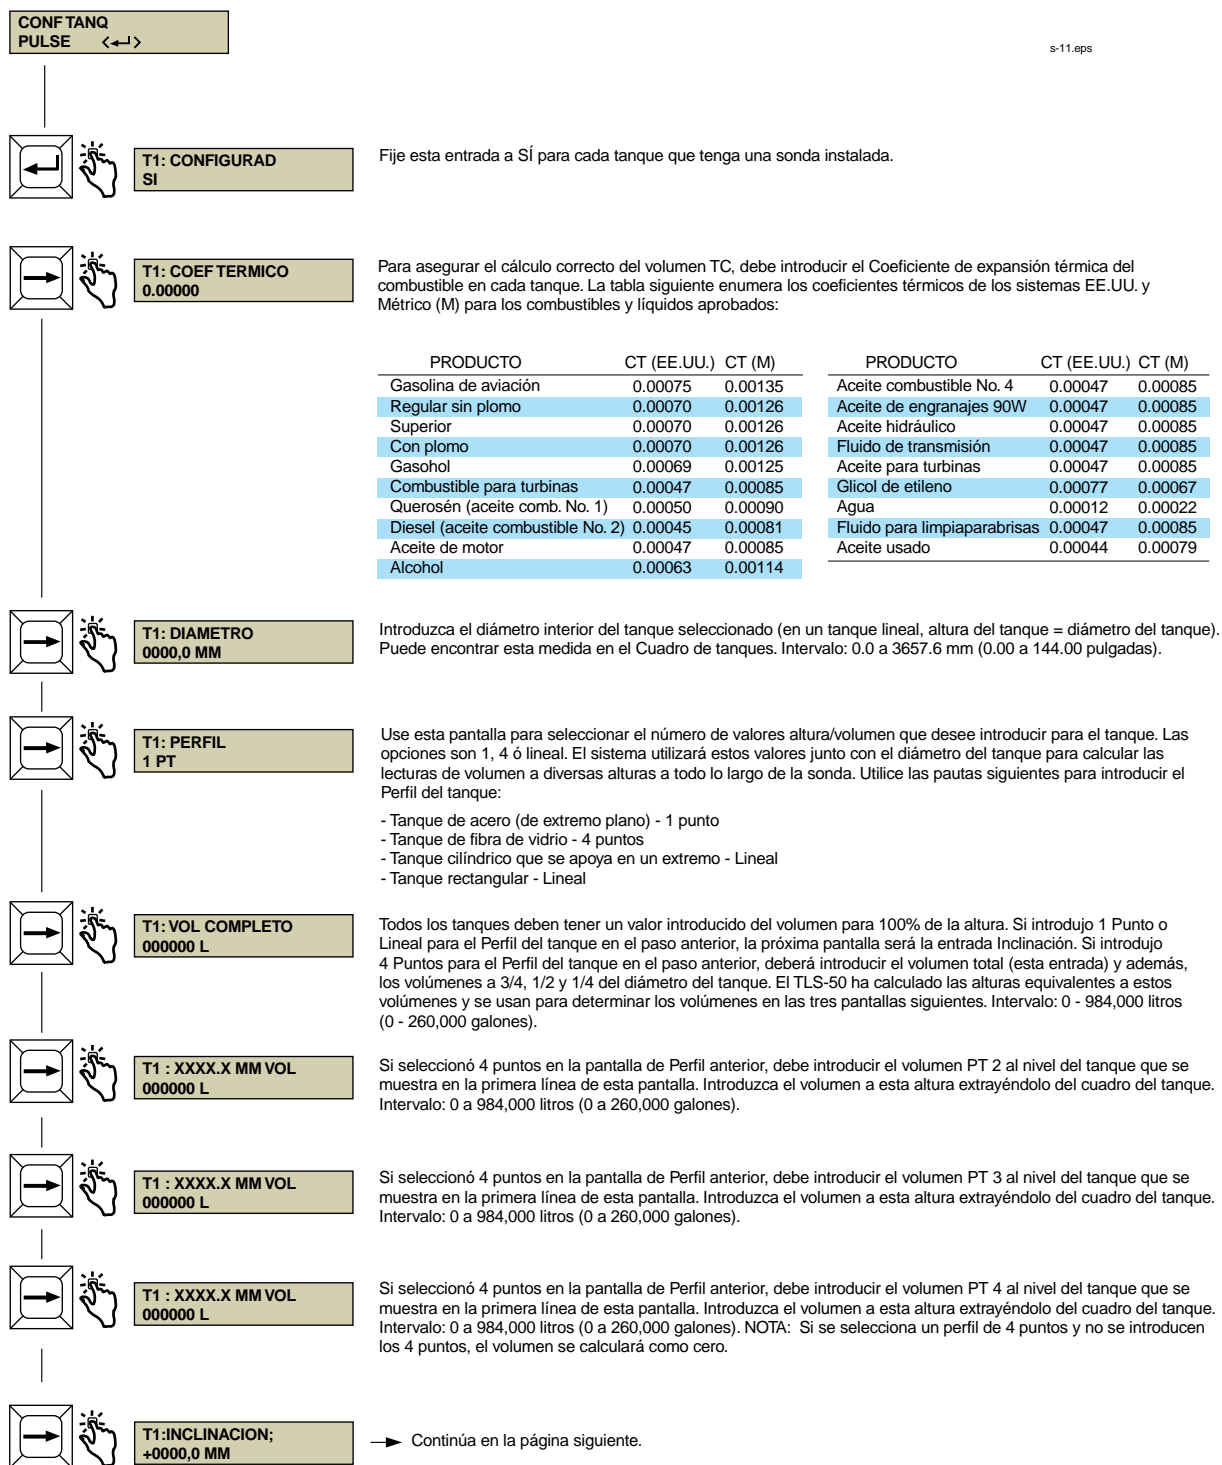 CONF TANQ
PULSE <↵>
s-11.eps
T1: CONFIGURAD
SI
Fije esta entrada a SÍ para cada tanque que tenga una sonda instalada.
T1: COEF TERMICO
0.00000
Para asegurar el cálculo correcto del volumen TC, debe introducir el Coeficiente de expansión térmica del
combustible en cada tanque. La tabla siguiente enumera los coeficientes térmicos de los sistemas EE.UU. y
Métrico (M) para los combustibles y líquidos aprobados:
PRODUCTO CT (EE.UU.) CT (M)
Gasolina de aviación 0.00075 0.00135
Regular sin plomo 0.00070 0.00126
Superior 0.00070 0.00126
Con plomo 0.00070 0.00126
Gasohol 0.00069 0.00125
Combustible para turbinas 0.00047 0.00085
Querosén (aceite comb. No. 1) 0.00050 0.00090
Diesel (aceite combustible No. 2) 0.00045 0.00081
Aceite de motor 0.00047 0.00085
Alcohol 0.00063 0.00114
PRODUCTO CT (EE.UU.) CT (M)
Aceite combustible No. 4 0.00047 0.00085
Aceite de engranajes 90W 0.00047 0.00085
Aceite hidráulico 0.00047 0.00085
Fluido de transmisión 0.00047 0.00085
Aceite para turbinas 0.00047 0.00085
Glicol de etileno 0.00077 0.00067
Agua 0.00012 0.00022
Fluido para limpiaparabrisas 0.00047 0.00085
Aceite usado 0.00044 0.00079
T1: DIAMETRO
0000,0 MM
Introduzca el diámetro interior del tanque seleccionado (en un tanque lineal, altura del tanque = diámetro del tanque).
Puede encontrar esta medida en el Cuadro de tanques. Intervalo: 0.0 a 3657.6 mm (0.00 a 144.00 pulgadas).
T1: PERFIL
1 PT
Use esta pantalla para seleccionar el número de valores altura/volumen que desee introducir para el tanque. Las
opciones son 1, 4 ó lineal. El sistema utilizará estos valores junto con el diámetro del tanque para calcular las
lecturas de volumen a diversas alturas a todo lo largo de la sonda. Utilice las pautas siguientes para introducir el
Perfil del tanque:
- Tanque de acero (de extremo plano) - 1 punto
- Tanque de fibra de vidrio - 4 puntos
- Tanque cilíndrico que se apoya en un extremo - Lineal
- Tanque rectangular - Lineal
T1: VOL COMPLETO
000000 L
Todos los tanques deben tener un valor introducido del volumen para 100% de la altura. Si introdujo 1 Punto o
Lineal para el Perfil del tanque en el paso anterior, la próxima pantalla será la entrada Inclinación. Si introdujo
4 Puntos para el Perfil del tanque en el paso anterior, deberá introducir el volumen total (esta entrada) y además,
los volúmenes a 3/4, 1/2 y 1/4 del diámetro del tanque. El TLS-50 ha calculado las alturas equivalentes a estos
volúmenes y se usan para determinar los volúmenes en las tres pantallas siguientes. Intervalo: 0 - 984,000 litros
(0 - 260,000 galones).
T1 : XXXX.X MM VOL
000000 L
Si seleccionó 4 puntos en la pantalla de Perfil anterior, debe introducir el volumen PT 2 al nivel del tanque que se
muestra en la primera línea de esta pantalla. Introduzca el volumen a esta altura extrayéndolo del cuadro del tanque.
Intervalo: 0 a 984,000 litros (0 a 260,000 galones).
T1 : XXXX.X MM VOL
000000 L
Si seleccionó 4 puntos en la pantalla de Perfil anterior, debe introducir el volumen PT 3 al nivel del tanque que se
muestra en la primera línea de esta pantalla. Introduzca el volumen a esta altura extrayéndolo del cuadro del tanque.
Intervalo: 0 a 984,000 litros (0 a 260,000 galones).
T1 : XXXX.X MM VOL
000000 L
Si seleccionó 4 puntos en la pantalla de Perfil anterior, debe introducir el volumen PT 4 al nivel del tanque que se
muestra en la primera línea de esta pantalla. Introduzca el volumen a esta altura extrayéndolo del cuadro del tanque.
Intervalo: 0 a 984,000 litros (0 a 260,000 galones). NOTA: Si se selecciona un perfil de 4 puntos y no se introducen
los 4 puntos, el volumen se calculará como cero.
T1:INCLINACION;
+0000,0 MM
Continúa en la página siguiente.